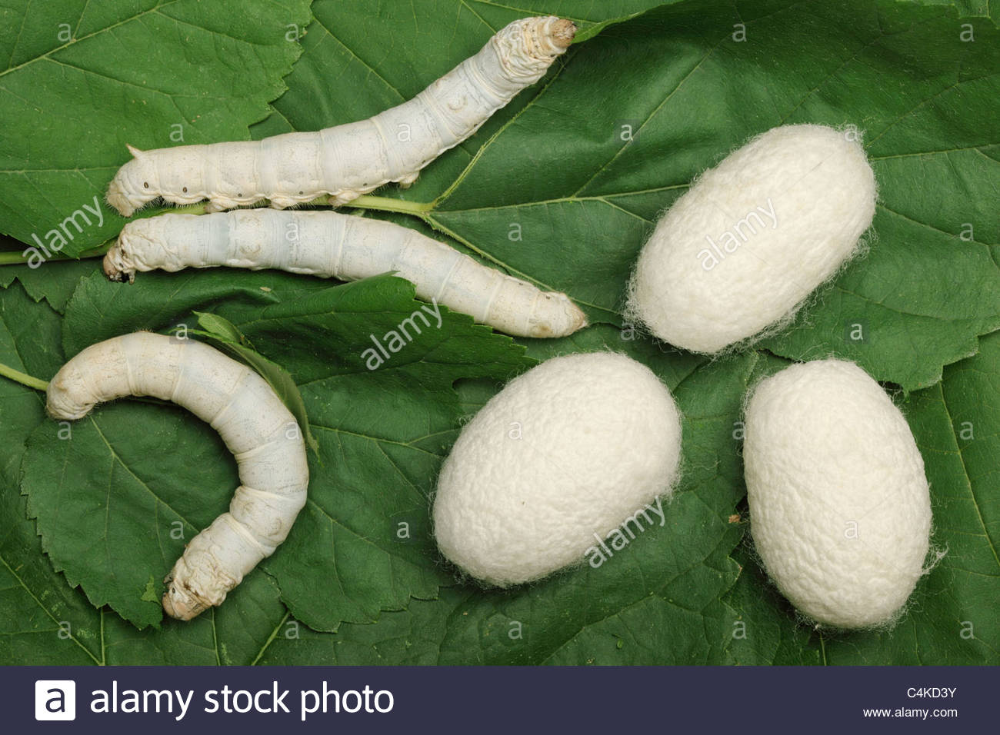 a a a a
a a a
alamy alamy
a a
alamy a
a
a a
alamy
a a a
a a a
a alamy stock photo
C4KD3Y
www.alamy.com